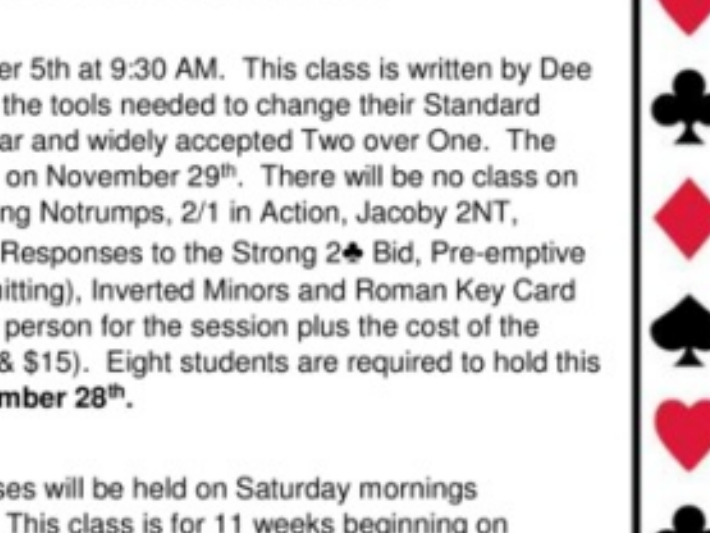 er 5th at 9:30 AM. This class is written by Dee
the tools needed to change their Standard
ar and widely accepted Two over One. The
on November 29th. There will be no class on
ng Notrumps, 2/1 in Action, Jacoby 2NT,
Responses to the Strong 2♣ Bid, Pre-emptive
itting), Inverted Minors and Roman Key Card
person for the session plus the cost of the
& $15). Eight students are required to hold this
mber 28th.
ses will be held on Saturday mornings
This class is for 11 weeks beginning on